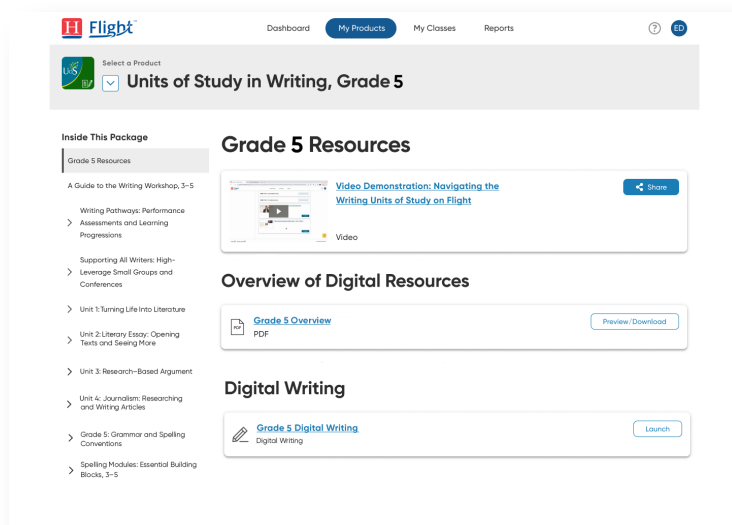 H Flight
Dashboard
My Products
My Classes
Reports
?
ED
UoS
Select a Product
Units of Study in Writing, Grade 5
Inside This Package
Grade 5 Resources
A Guide to the Writing Workshop, 3–5
Writing Pathways: Performance
Assessments and Learning
Progressions
Supporting All Writers: High-
Leverage Small Groups and
Conferences
Unit 1:Turning Life Into Literature
Unit 2:Literary Essay: Opening
Texts and Seeing More
Unit 3: Research-Based Argument
Unit 4: Journalism: Researching
and Writing Articles
Grade 5: Grammar and Spelling
Conventions
Spelling Modules: Essential Building
Blocks, 3-5
Grade 5 Resources
Video Demonstration: Navigating the
Writing Units of Study on Flight
Video
Share
Overview of Digital Resources
PDF
Grade 5 Overview
PDF
Preview/Download
Digital Writing
Grade 5 Digital Writing
Digital Writing
Launch